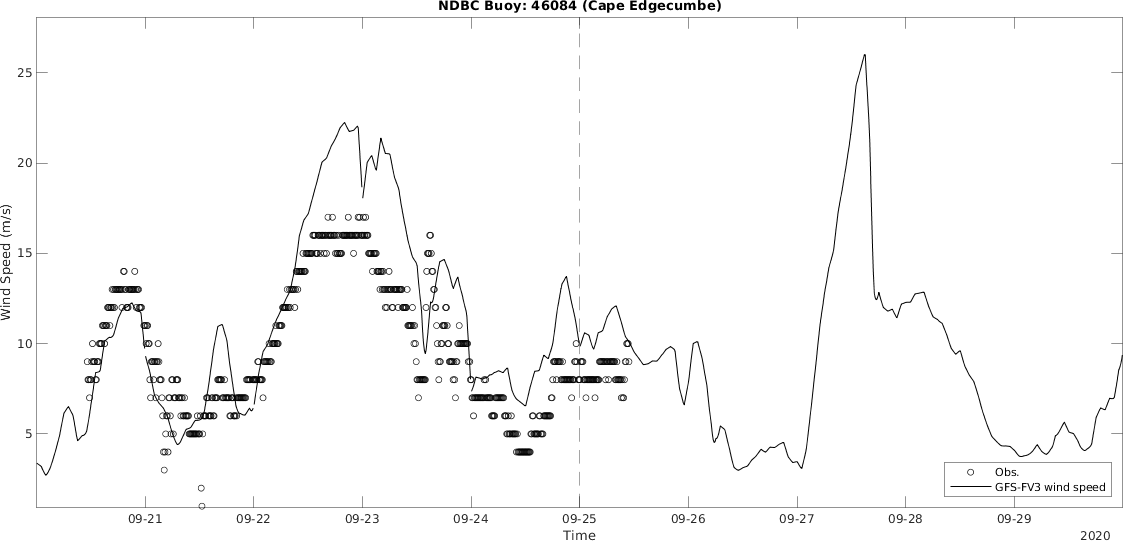 NDBC Buoy: 46084 (Cape Edgecumbe)
Wind Speed (m/s)
25
20
15
10
5
09-21 09-22 09-23 09-24 09-25 09-26 09-27 09-28 09-29
Time
2020
Obs.
GFS-FV3 wind speed